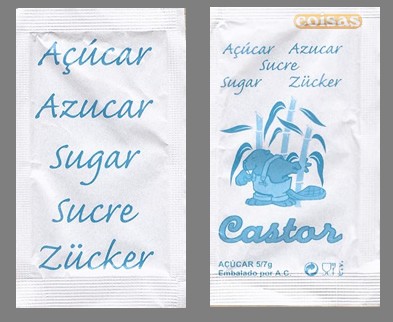 Açúcar
Azucar
Sugar
Sucre
Zücker
coisas
Açúcar Azucar
Sucre
Sugar Zücker
Castor
AÇÚCAR 5/7g
Embalado por A.C.